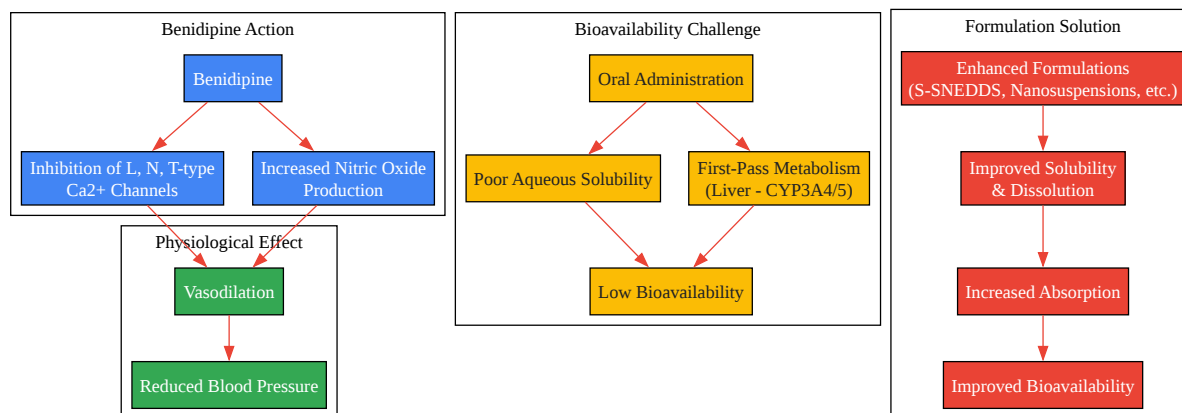 Benidipine Action
Benidipine
Inhibition of L, N, T-type
Ca2+ Channels
Increased Nitric Oxide
Production
Physiological Effect
Vasodilation
Reduced Blood Pressure
Bioavailability Challenge
Oral Administration
Poor Aqueous Solubility
First-Pass Metabolism
(Liver - CYP3A4/5)
Low Bioavailability
Formulation Solution
Enhanced Formulations
(S-SNEDDS, Nanosuspensions, etc.)
Improved Solubility
& Dissolution
Increased Absorption
Improved Bioavailability